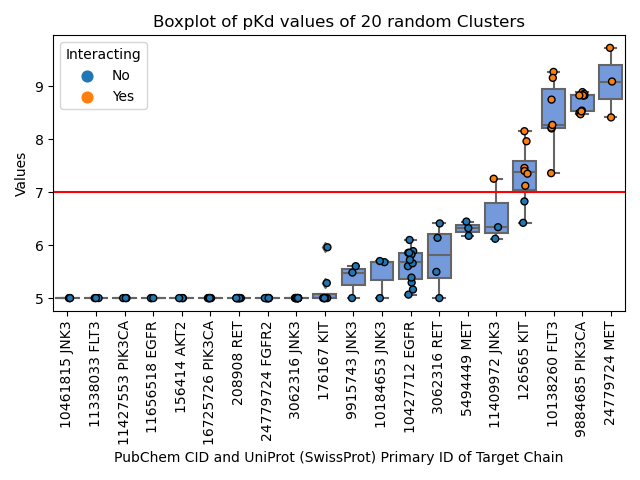 Boxplot of pKd values of 20 random Clusters
Interacting
No
Yes
Values
9
8
7
6
5
10461815 JNK3
11338033 FLT3
11427553 PIK3CA
11656518 EGFR
156414 AKT2
16725726 PIK3CA
208908 RET
24779724 FGFR2
3062316 JNK3
176167 KIT
9915743 JNK3
10184653 JNK3
10427712 EGFR
3062316 RET
5494449 MET
11409972 JNK3
126565 KIT
10138260 FLT3
9884685 PIK3CA
24779724 MET
PubChem CID and UniProt (SwissProt) Primary ID of Target Chain